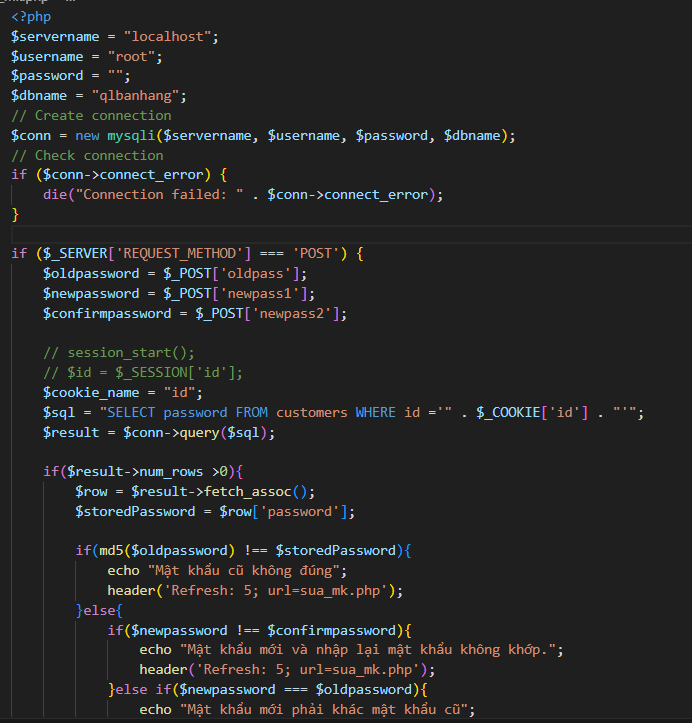 <?php
$servername = "localhost";
$username = "root";
$password = "";
$dbname = "qlbanhang";
// Create connection
$conn = new mysqli($servername, $username, $password, $dbname);
// Check connection
if ($conn->connect_error) {
    die("Connection failed: " . $conn->connect_error);
}

if ($_SERVER['REQUEST_METHOD'] === 'POST') {
    $oldpassword = $_POST['oldpass'];
    $newpassword = $_POST['newpass1'];
    $confirmpassword = $_POST['newpass2'];

    // session_start();
    // $id = $_SESSION['id'];
    $cookie_name = "id";
    $sql = "SELECT password FROM customers WHERE id ='" . $_COOKIE['id'] . "'";
    $result = $conn->query($sql);

    if($result->num_rows >0){
        $row = $result->fetch_assoc();
        $storedPassword = $row['password'];

        if(md5($oldpassword) !== $storedPassword){
            echo "Mật khẩu cũ không đúng";
            header('Refresh: 5; url=sua_mk.php');
        }else{
            if($newpassword !== $confirmpassword){
                echo "Mật khẩu mới và nhập lại mật khẩu không khớp.";
                header('Refresh: 5; url=sua_mk.php');
            }else if($newpassword === $oldpassword){
                echo "Mật khẩu mới phải khác mật khẩu cũ";